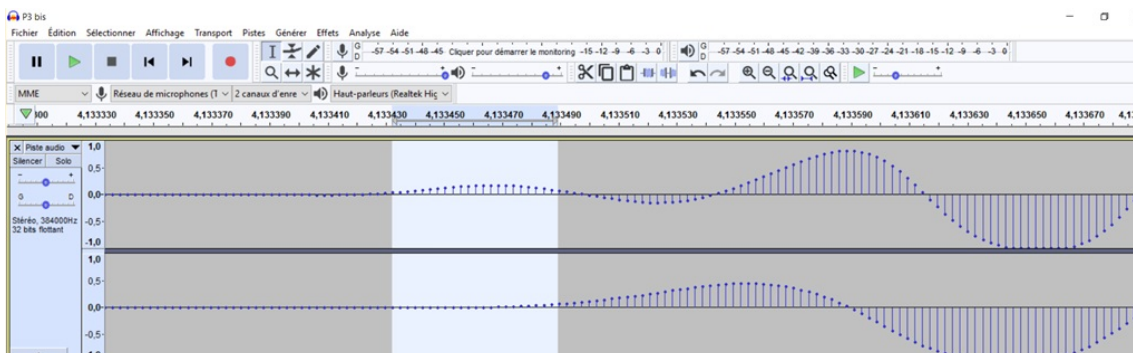 P3 bis
Fichier Édition Sélectionner Affichage Transport Pistes Générer Effets Analyse Aide
G -57 -54 -51 -48 -45 Cliquer pour démarrer le monitoring -15 -12 -9 -6 -3 0 G -57 -54 -51 -48 -45 -42 -39 -36 -33 -30 -27 -24 -21 -18 -15 -12 -9 -6 -3 0
D D
MME Réseau de microphones (T 2 canaux d'enre Haut-parleurs (Realtek Hig
4,133330 4,133350 4,133370 4,133390 4,133410 4,133430 4,133450 4,133470 4,133490 4,133510 4,133530 4,133550 4,133570 4,133590 4,133610 4,133630 4,133650 4,133670
× Piste audio 1,0
Silencer Solo
- + 0,5-
G D 0,0-
Stéréo, 384000Hz -0,5-
32 bits flottant
-1,0
1,0
0,5-
0,0-
-0,5-